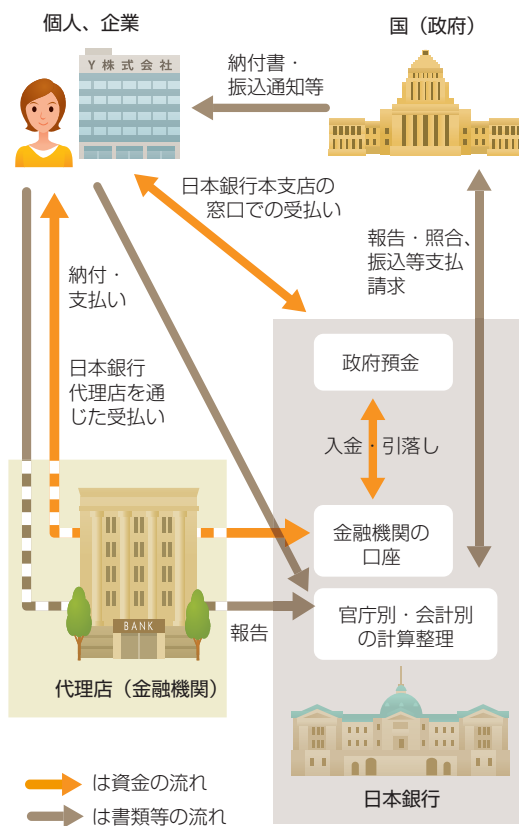 個人、企業
国（政府）
Y 株 式 会 社
納付書・
振込通知等
日本銀行本支店の
窓口での受払い
報告・照合、
振込等支払
請求
納付・
支払い
日本銀行
代理店を通
じた受払い
政府預金
入金・引落し
金融機関の
口座
官庁別・会計別
の計算整理
BANK
報告
代理店（金融機関）
日本銀行
は資金の流れ
は書類等の流れ